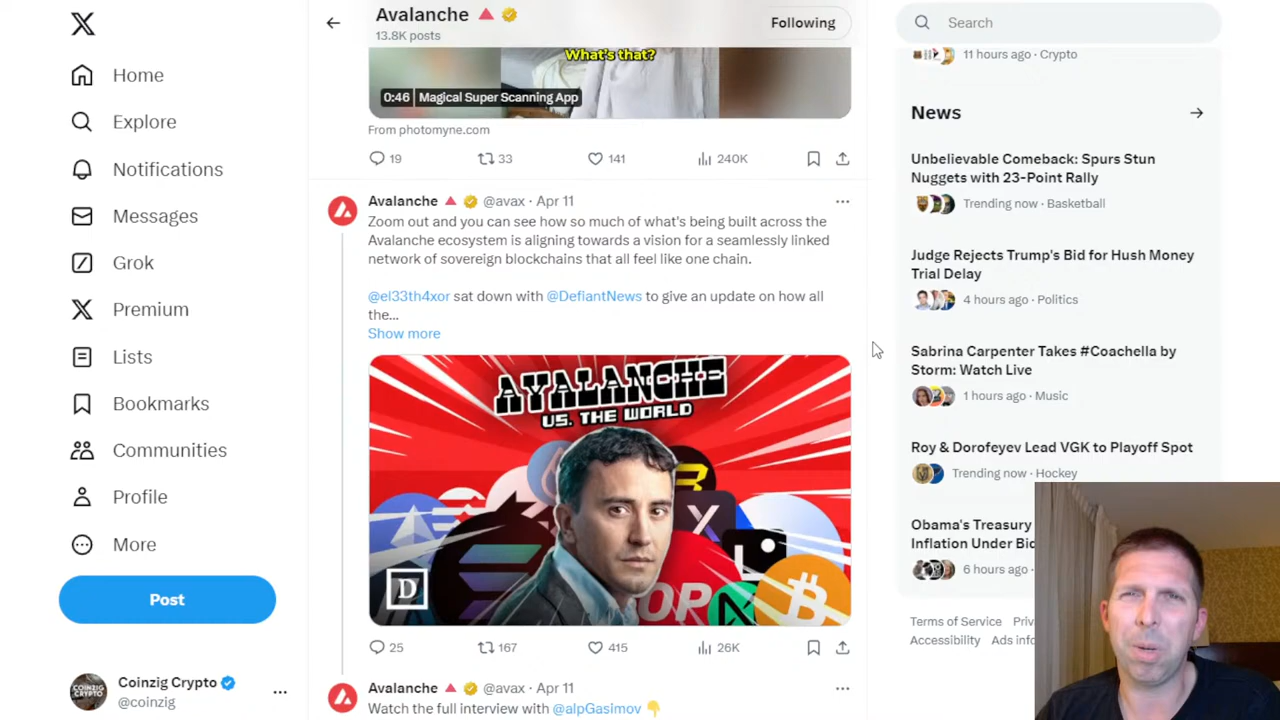 Avalanche
13.8K posts
Following
Search
Home
Explore
Notifications
Messages
Grok
Premium
Lists
Bookmarks
Communities
Profile
More
Post
Coinzig Crypto
@coinzig
What's that?
0:46 Magical Super Scanning App
From photomyne.com
19 33 141 240K
Avalanche @avax · Apr 11
Zoom out and you can see how so much of what's being built across the
Avalanche ecosystem is aligning towards a vision for a seamlessly linked
network of sovereign blockchains that all feel like one chain.
@el33th4xor sat down with @DefiantNews to give an update on how all
the...
Show more
AVALANCHE
VS. THE WORLD
D
OP
25 167 415 26K
Avalanche @avax · Apr 11
Watch the full interview with @alpGasimov
11 hours ago · Crypto
News
Unbelievable Comeback: Spurs Stun
Nuggets with 23-Point Rally
Trending now · Basketball
Judge Rejects Trump's Bid for Hush Money
Trial Delay
4 hours ago · Politics
Sabrina Carpenter Takes #Coachella by
Storm: Watch Live
1 hours ago · Music
Roy & Dorofeyev Lead VGK to Playoff Spot
Trending now · Hockey
Obama's Treasury
Inflation Under
6 hours ago ·
Terms of Service
Accessibility Ads